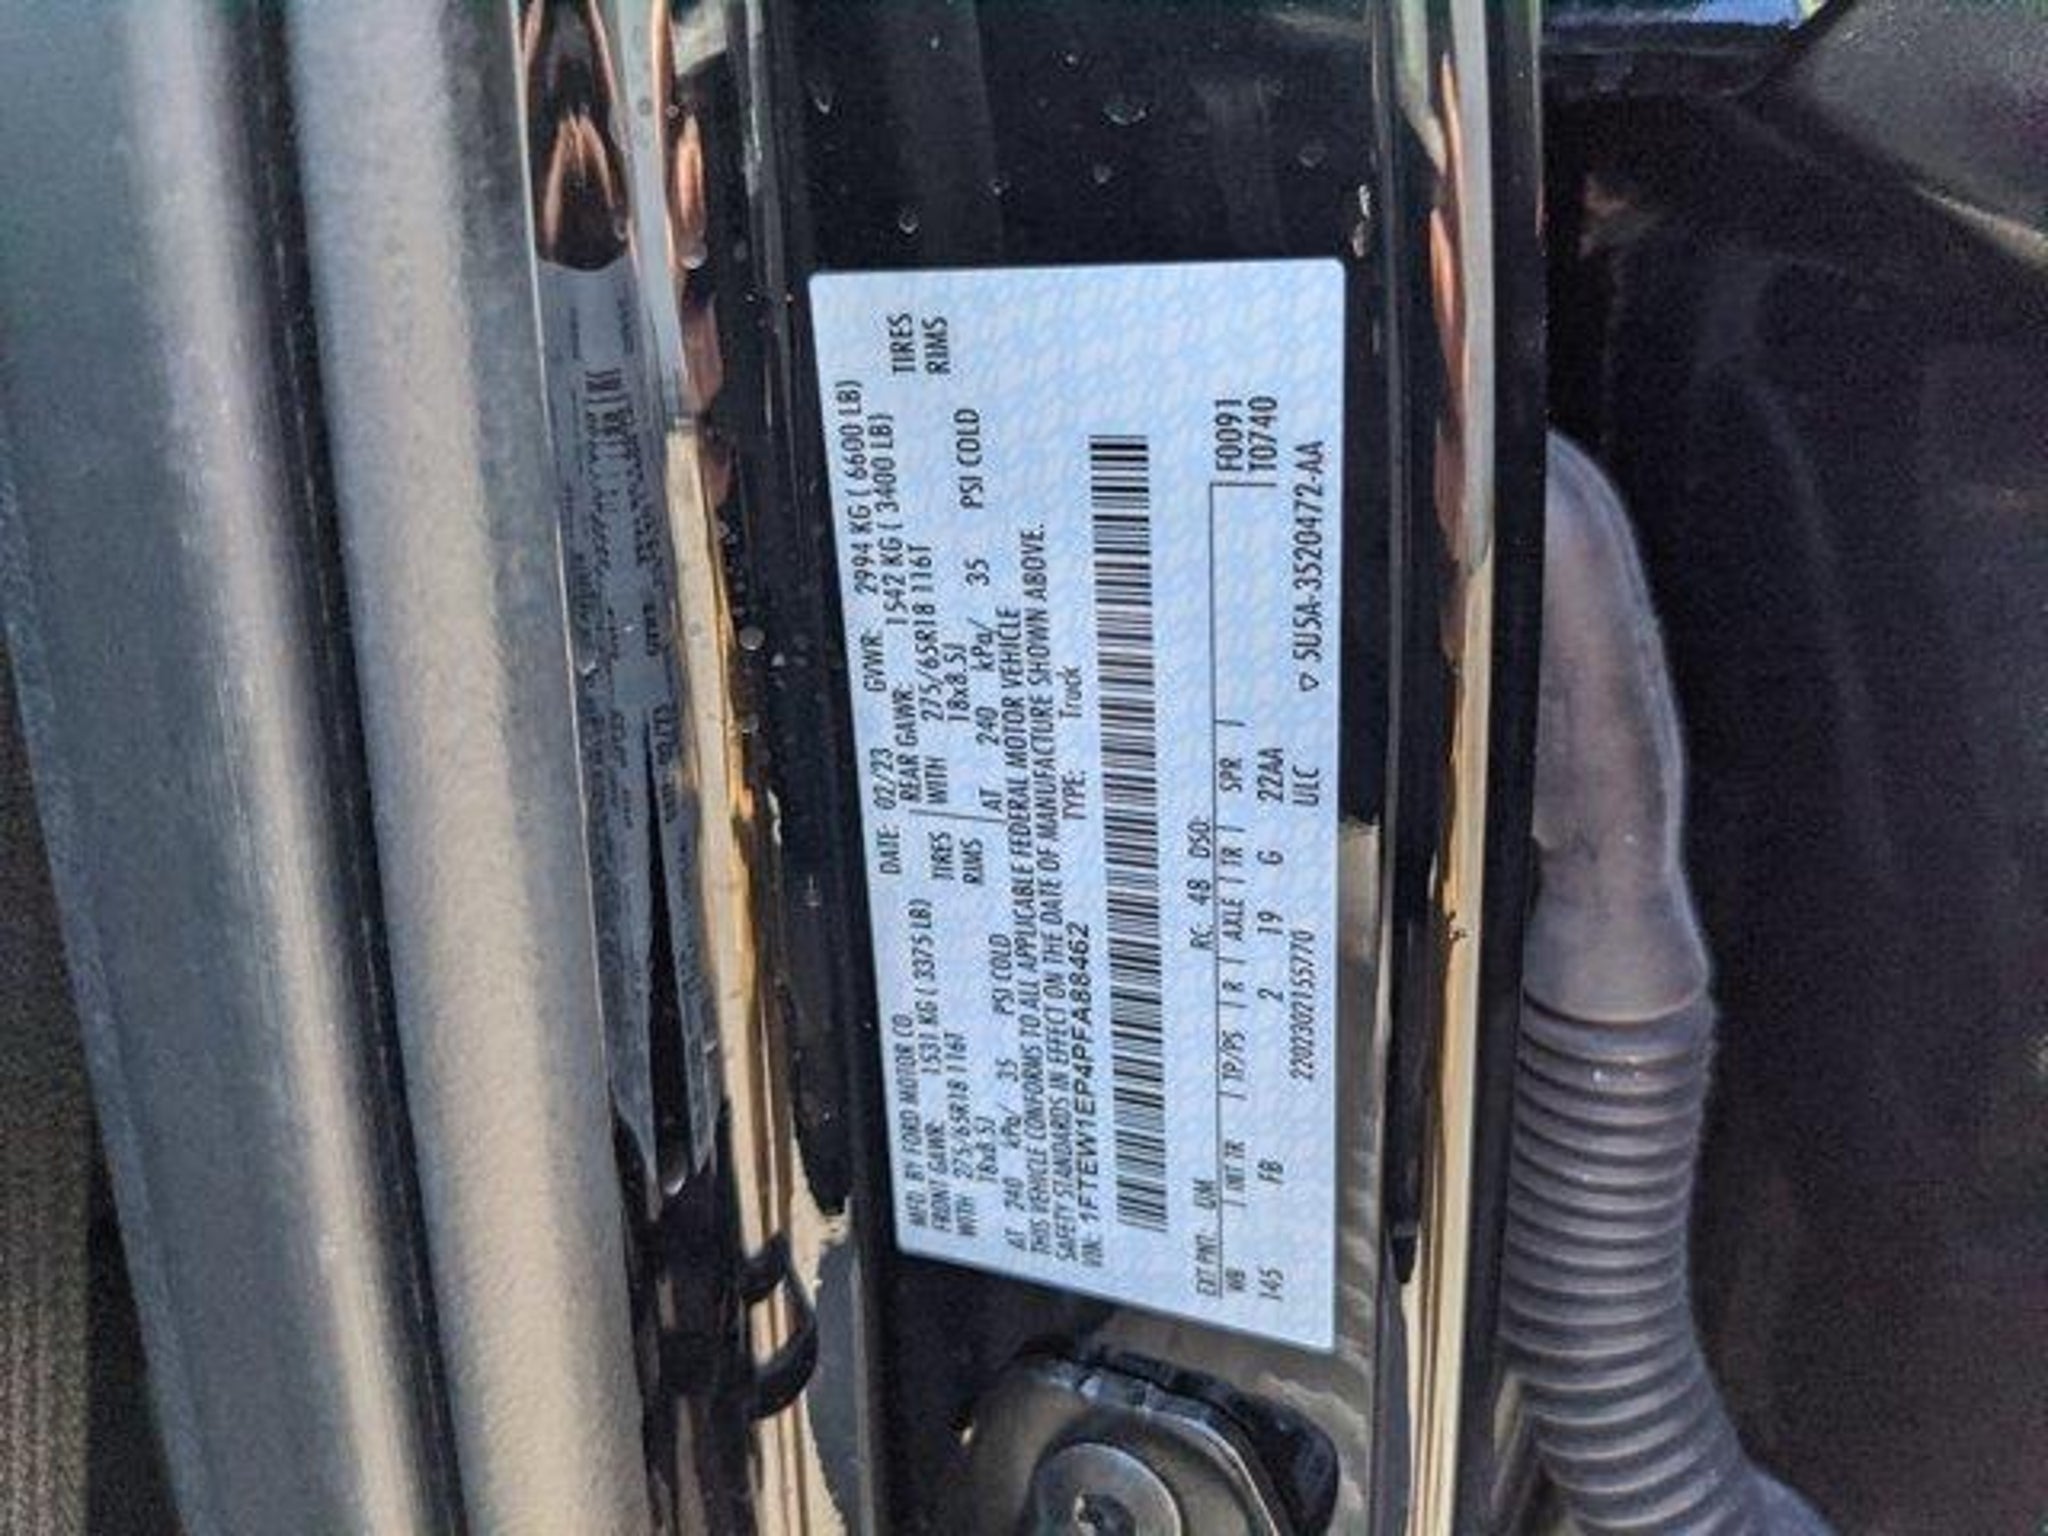 MFD. BY FORD MOTOR CO. DATE: 02/23 GVWR: 2994 KG ( 6600 LB)
FRONT GAWR: 1531 KG ( 3375 LB) REAR GAWR: 1542 KG ( 3400 LB)
WITH 275/65R18 116T TIRES WITH 275/65R18 116T TIRES
18x8.5J RIMS 18x8.5J RIMS
AT 240 kPa/ 35 PSI COLD AT 240 kPa/ 35 PSI COLD
THIS VEHICLE CONFORMS TO ALL APPLICABLE FEDERAL MOTOR VEHICLE
SAFETY STANDARDS IN EFFECT ON THE DATE OF MANUFACTURE SHOWN ABOVE.
VIN: 1FTEW1EP4PFA88462 TYPE: Truck
EXT PNT: UM RC: 48 DSO: F0091
WB | INT TR | TP/PS | R | AXLE | TR | SPR | T0740
145 FB 2 19 G 22AA
22023021557​70 ULC ▽ 5U5A-3520472-AA